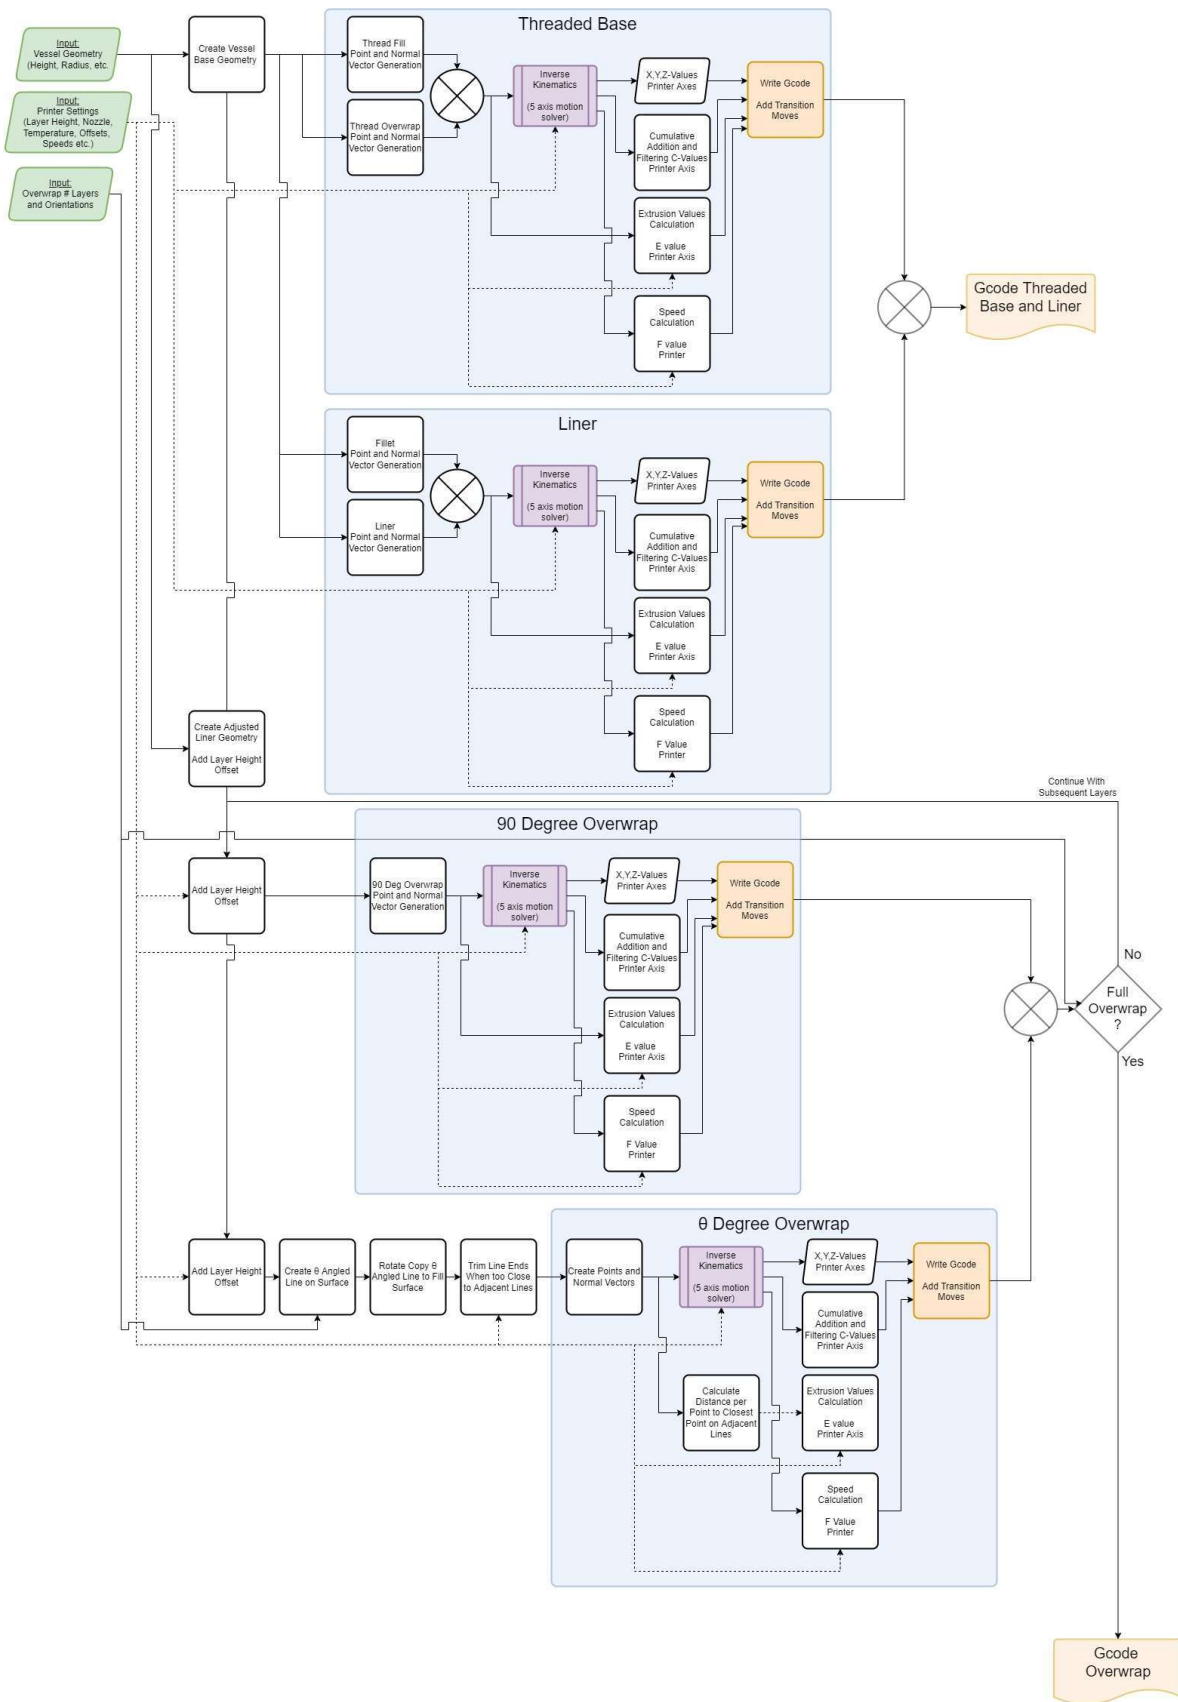 Input:
Vessel Geometry
(Height, Radius, etc.
Input:
Printer Settings
(Layer Height, Nozzle,
Temperature, Offsets,
Speeds etc.)
Input:
Overwrap # Layers
and Orientations
Create Vessel
Base Geometry
Threaded Base
Thread Fill
Point and Normal
Vector Generation
Thread Overwrap
Point and Normal
Vector Generation
Inverse
Kinematics
(5 axis motion
solver)
X,Y,Z-Values
Printer Axes
Cumulative
Addition and
Filtering C-Values
Printer Axis
Extrusion Values
Calculation
E value
Printer Axis
Speed
Calculation
F value
Printer
Write Gcode
Add Transition
Moves
Gcode Threaded
Base and Liner
Liner
Fillet
Point and Normal
Vector Generation
Liner
Point and Normal
Vector Generation
Inverse
Kinematics
(5 axis motion
solver)
X,Y,Z-Values
Printer Axes
Cumulative
Addition and
Filtering C-Values
Printer Axis
Extrusion Values
Calculation
E value
Printer Axis
Speed
Calculation
F Value
Printer
Write Gcode
Add Transition
Moves
Create Adjusted
Liner Geometry
Add Layer Height
Offset
Continue With
Subsequent Layers
90 Degree Overwrap
Add Layer Height
Offset
90 Deg Overwrap
Point and Normal
Vector Generation
Inverse
Kinematics
(5 axis motion
solver)
X,Y,Z-Values
Printer Axes
Cumulative
Addition and
Filtering C-Values
Printer Axis
Extrusion Values
Calculation
E value
Printer Axis
Speed
Calculation
F Value
Printer
Write Gcode
Add Transition
Moves
No
Full
Overwrap
?
Yes
θ Degree Overwrap
Add Layer Height
Offset
Create θ Angled
Line on Surface
Rotate Copy θ
Angled Line to Fill
Surface
Trim Line Ends
When too Close
to Adjacent Lines
Create Points and
Normal Vectors
Inverse
Kinematics
(5 axis motion
solver)
X,Y,Z-Values
Printer Axes
Cumulative
Addition and
Filtering C-Values
Printer Axis
Calculate
Distance per
Point to Closest
Point on Adjacent
Lines
Extrusion Values
Calculation
E value
Printer Axis
Speed
Calculation
F Value
Printer
Write Gcode
Add Transition
Moves
Gcode
Overwrap